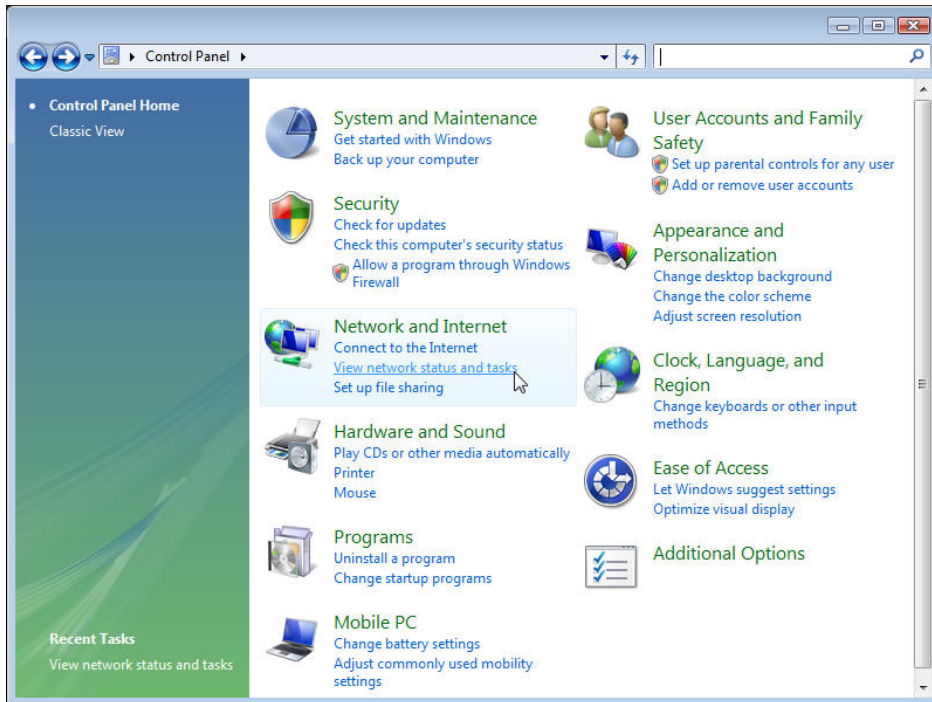 Control Panel
Control Panel Home
Classic View
Recent Tasks
View network status and tasks
System and Maintenance
Get started with Windows
Back up your computer
Security
Check for updates
Check this computer's security status
Allow a program through Windows
Firewall
Network and Internet
Connect to the Internet
View network status and tasks
Set up file sharing
Hardware and Sound
Play CDs or other media automatically
Printer
Mouse
Programs
Uninstall a program
Change startup programs
Mobile PC
Change battery settings
Adjust commonly used mobility
settings
User Accounts and Family
Safety
Set up parental controls for any user
Add or remove user accounts
Appearance and
Personalization
Change desktop background
Change the color scheme
Adjust screen resolution
Clock, Language, and
Region
Change keyboards or other input
methods
Ease of Access
Let Windows suggest settings
Optimize visual display
Additional Options